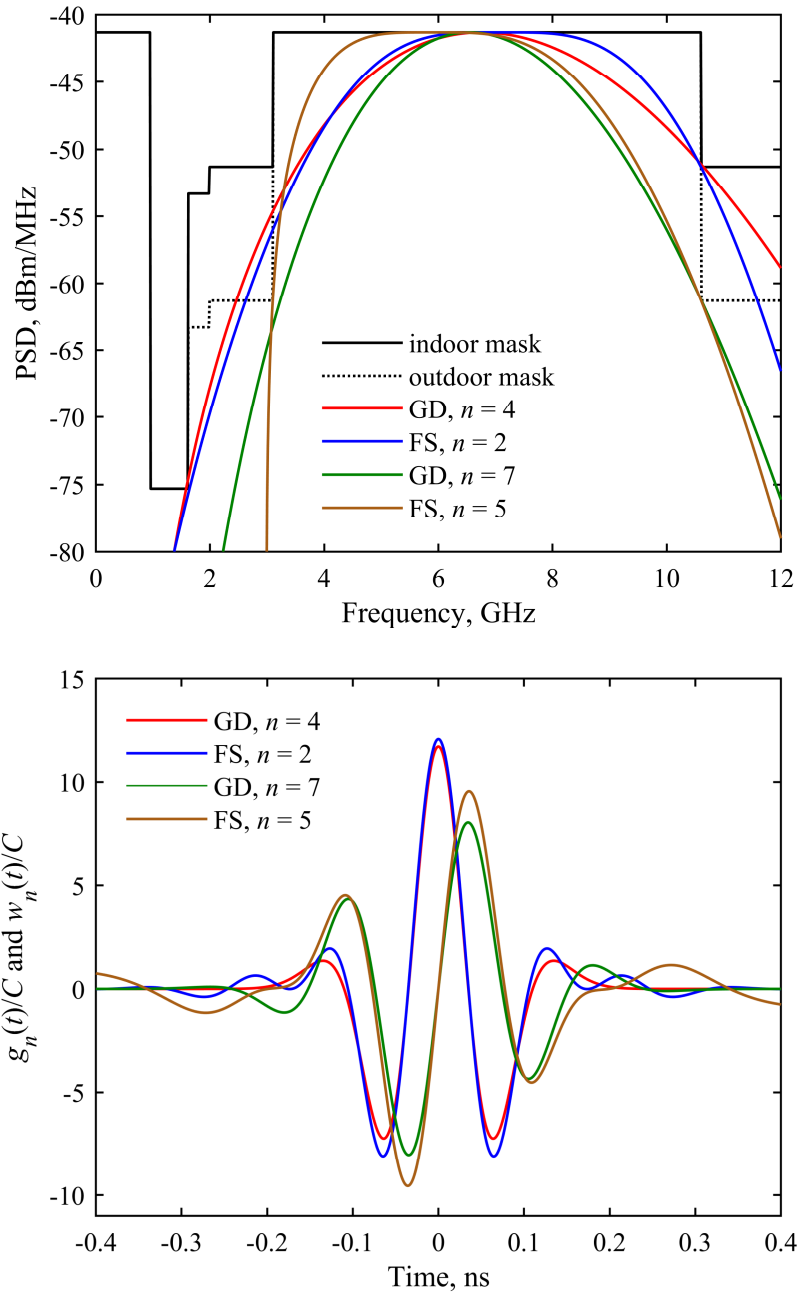 -40
-45
-50
-55
-60
-65
-70
-75
-80
PSD, dBm/MHz
indoor mask
outdoor mask
GD, n = 4
FS, n = 2
GD, n = 7
FS, n = 5
0 2 4 6 8 10 12
Frequency, GHz
15
10
5
0
-5
-10
gn(t)/C and wn(t)/C
GD, n = 4
FS, n = 2
GD, n = 7
FS, n = 5
-0.4 -0.3 -0.2 -0.1 0 0.1 0.2 0.3 0.4
Time, ns